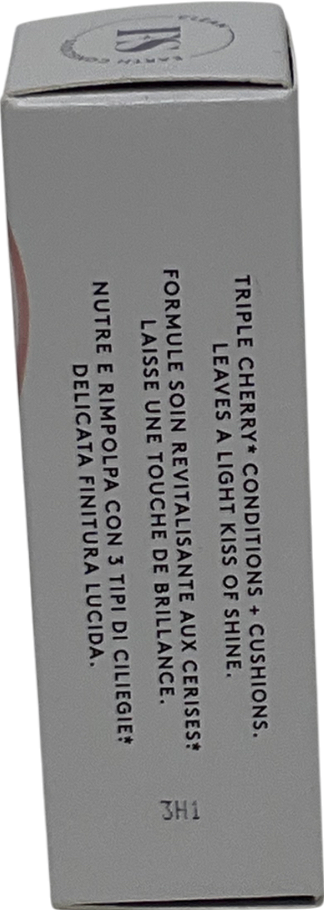 TRIPLE CHERRY* CONDITIONS + CUSHIONS.
LEAVES A LIGHT KISS OF SHINE.
FORMULE SOIN REVITALISANTE AUX CERISES*.
LAISSE UNE TOUCHE DE BRILLANCE.
NUTRE E RIMPOLPA CON 3 TIPI DI CILIEGIE*
DELICATA FINITURA LUCIDA.
3H1
EARTH